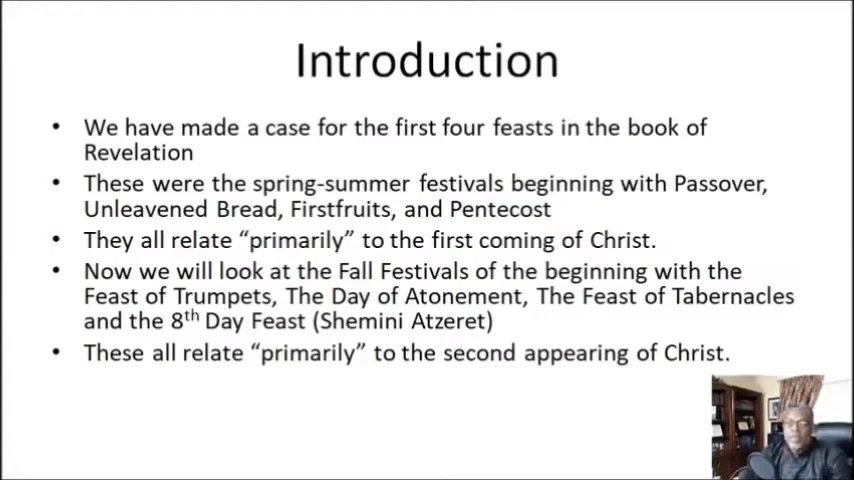 Introduction
• We have made a case for the first four feasts in the book of
Revelation
• These were the spring-summer festivals beginning with Passover,
Unleavened Bread, Firstfruits, and Pentecost
• They all relate “primarily” to the first coming of Christ.
• Now we will look at the Fall Festivals of the beginning with the
Feast of Trumpets, The Day of Atonement, The Feast of Tabernacles
and the 8th Day Feast (Shemini Atzeret)
• These all relate “primarily” to the second appearing of Christ.